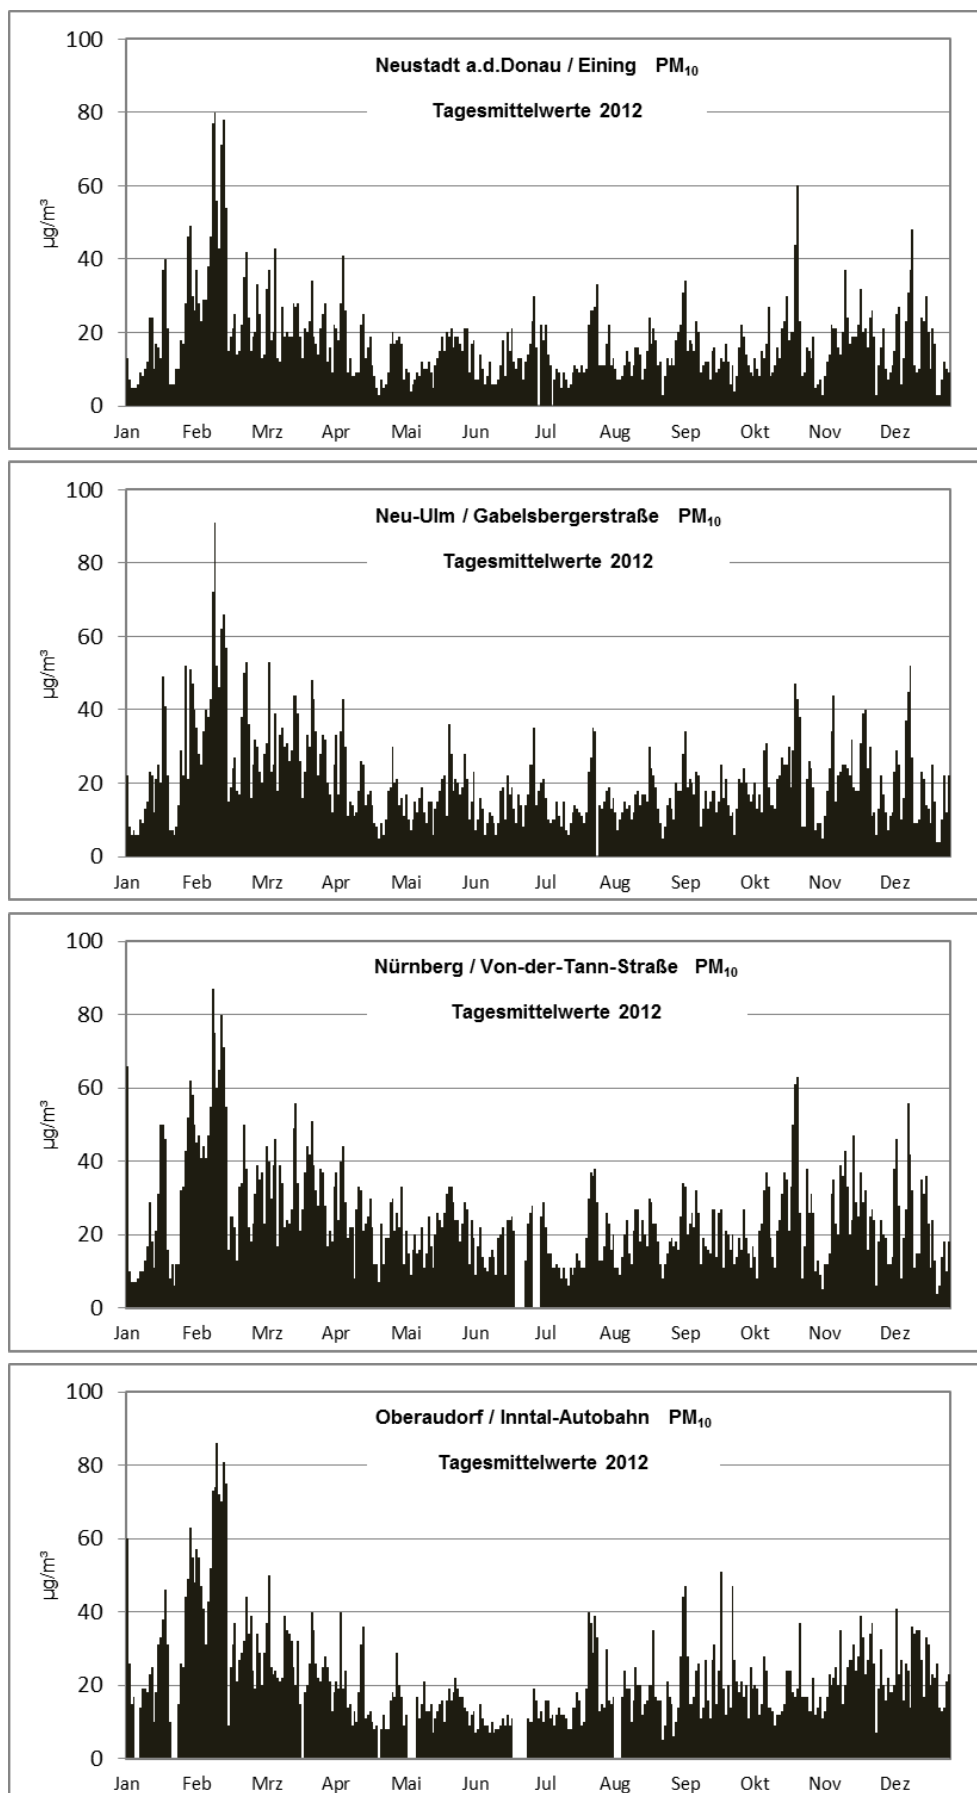 Neustadt a.d.Donau / Eining PM₁₀
Tagesmittelwerte 2012
µg/m³
100
80
60
40
20
0
Jan Feb Mrz Apr Mai Jun Jul Aug Sep Okt Nov Dez
Neu-Ulm / Gabelsbergerstraße PM₁₀
Tagesmittelwerte 2012
µg/m³
100
80
60
40
20
0
Jan Feb Mrz Apr Mai Jun Jul Aug Sep Okt Nov Dez
Nürnberg / Von-der-Tann-Straße PM₁₀
Tagesmittelwerte 2012
µg/m³
100
80
60
40
20
0
Jan Feb Mrz Apr Mai Jun Jul Aug Sep Okt Nov Dez
Oberaudorf / Inntal-Autobahn PM₁₀
Tagesmittelwerte 2012
µg/m³
100
80
60
40
20
0
Jan Feb Mrz Apr Mai Jun Jul Aug Sep Okt Nov Dez